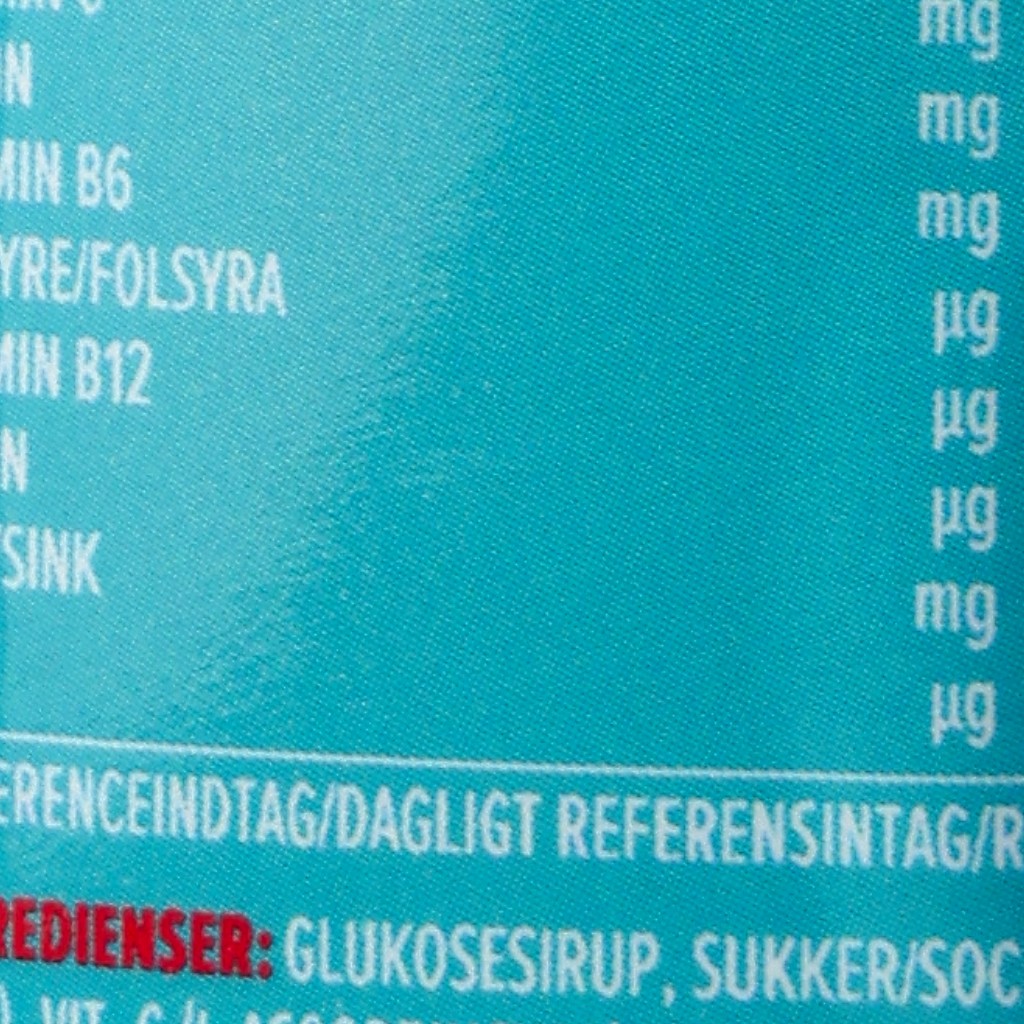 mg
N mg
MIN B6 mg
YRE/FOLSYRA µg
MIN B12 µg
N µg
SINK mg
µg
ERENCEINDTAG/DAGLIGT REFERENSINTAG/R
REDIENSER: GLUKOSESIRUP, SUKKER/SOC
VIT.